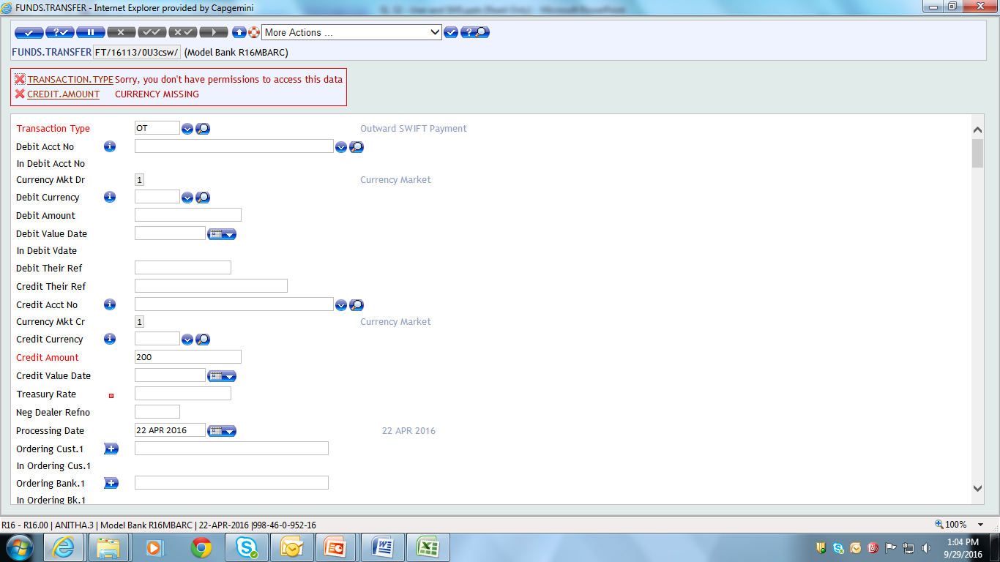 FUNDS.TRANSFER - Internet Explorer provided by Capgemini
More Actions ...
FUNDS.TRANSFER FT/16113/0U3csw/ (Model Bank R16MBARC)
TRANSACTION.TYPE Sorry, you don't have permissions to access this data
CREDIT.AMOUNT CURRENCY MISSING
Transaction Type OT Outward SWIFT Payment
Debit Acct No
In Debit Acct No
Currency Mkt Dr 1 Currency Market
Debit Currency
Debit Amount
Debit Value Date
In Debit Vdate
Debit Their Ref
Credit Their Ref
Credit Acct No
Currency Mkt Cr 1 Currency Market
Credit Currency
Credit Amount 200
Credit Value Date
Treasury Rate
Neg Dealer Refno
Processing Date 22 APR 2016 22 APR 2016
Ordering Cust.1
In Ordering Cus.1
Ordering Bank.1
In Ordering Bk.1
R16 - R16.00 | ANITHA.3 | Model Bank R16MBARC | 22-APR-2016 |998-46-0-952-16
100%
1:04 PM
9/29/2016